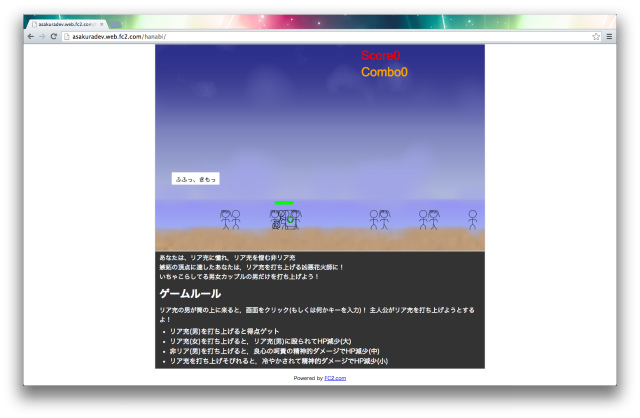 asakuradev.web.fc2.com/h
asakuradev.web.fc2.com/hanabi/
Score0
Combo0
ふふっ、きもっ
あなたは、リア充に憧れ、リア充を憎む非リア充
嫉妬の頂点に達したあなたは、リア充を打ち上げる凶悪花火師に！
いちゃこらしてる男女カップルの男だけを打ち上げよう！
ゲームルール
リア充の男が筒の上に来ると、画面をクリック(もしくは何かキーを入力)！ 主人公がリア充を打ち上げようとする
よ！
• リア充(男)を打ち上げると得点ゲット
• リア充(女)を打ち上げると、リア充(男)に殴られてHP減少(大)
• 非リア(男)を打ち上げると、良心の呵責の精神的ダメージでHP減少(中)
• リア充を打ち上げそびれると、冷やかされて精神的ダメージでHP減少(小)
Powered by FC2.com